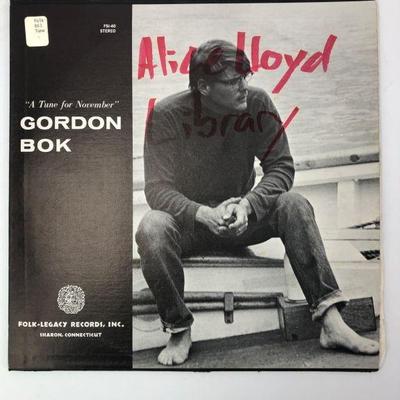 FSI-40
STEREO
Alice Lloyd
Library
"A Tune for November"
GORDON
BOK
FOLK-LEGACY RECORDS, INC.
SHARON, CONNECTICUT